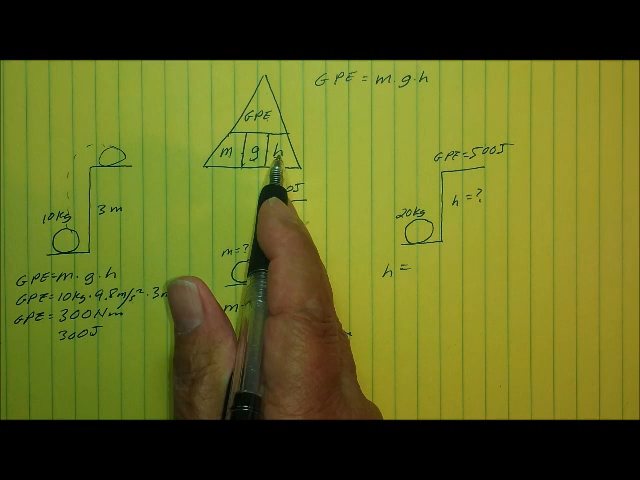 GPE = m·g·h
GPE
m g h
10kg
3m
GPE=m·g·h
GPE=10kg·9.8m/s²·3m
GPE=300Nm
300J
m=?
m=
GPE=500J
h=?
20kg
h=